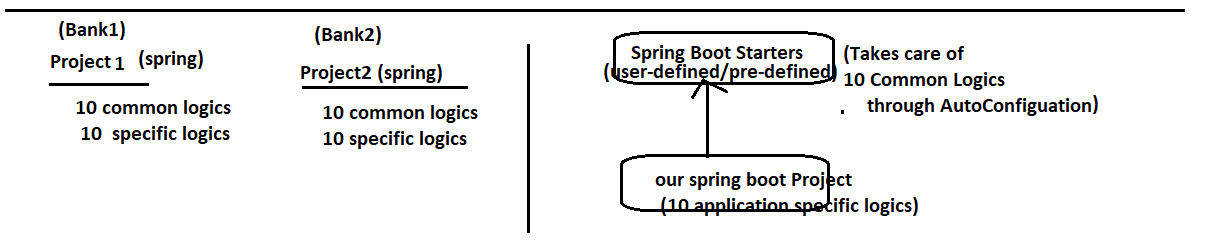 (Bank1)
Project 1 (spring)
10 common logics
10 specific logics
(Bank2)
Project2 (spring)
10 common logics
10 specific logics
Spring Boot Starters
(user-defined/pre-defined)
(Takes care of
10 Common Logics
. through AutoConfiguation)
our spring boot Project
(10 application specific logics)